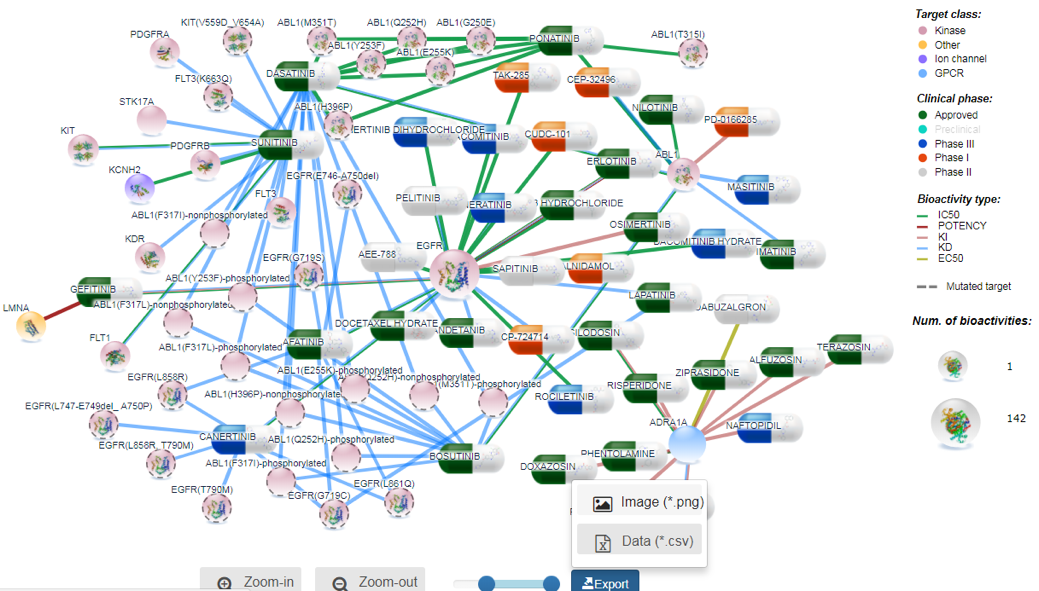 Target class:
Kinase
Other
Ion channel
GPCR
Clinical phase:
Approved
Preclinical
Phase III
Phase I
Phase II
Bioactivity type:
IC50
POTENCY
KI
KD
EC50
Mutated target
Num. of bioactivities:
1
142
KIT(V559D_V654A)
ABL1(M351T)
ABL1(Q252H)
ABL1(G250E)
PDGFRA
PONATINIB
ABL1(T315I)
ABL1(Y253F)
ABL1(E255K)
DASATINIB
TAK-285
CEP-32496
FLT3(K663Q)
STK17A
ABL1(H396P)
NILOTINIB
PD-0166285
KIT
SUNITINIB
DIHYDROCHLORIDE
CUDC-101
PDGFRB
ERLOTINIB
ABL1
KCNH2
EGFR(E746-A750del)
MASITINIB
FLT3
PELITINIB
HYDROCHLORIDE
ABL1(F317I)-nonphosphorylated
OSIMERTINIB
KDR
EGFR
DACOMITINIB HYDRATE
IMATINIB
AEE-788
EGFR(G719S)
SAPITINIB
ALNIDAMOL
ABL1(Y253F)-phosphorylated
GEFITINIB
LAPATINIB
ABL1(F317L)-nonphosphorylated
DABUZALGRON
LMNA
DOCETAXEL HYDRATE
NDETANIB
CP-724714
SILODOSIN
FLT1
AFATINIB
TERAZOSIN
ABL1(F317L)-phosphorylated
ALFUZOSIN
ABL1(E255K)-phosphorylated
ZIPRASIDONE
EGFR(L858R)
(Q252H)-nonphosphorylated
(M351T)-phosphorylated
RISPERIDONE
ABL1(H396P)-nonphosphorylated
ROCILETINIB
EGFR(L747-E749del_ A750P)
ADRA1A
NAFTOPIDIL
CANERTINIB
ABL1(Q252H)-phosphorylated
EGFR(L858R, T790M)
BOSUTINIB
PHENTOLAMINE
ABL1(F317I)-phosphorylated
DOXAZOSIN
EGFR(T790M)
EGFR(G719C)
EGFR(L861Q)
Image (*.png)
Data (*.csv)
Zoom-in
Zoom-out
Export